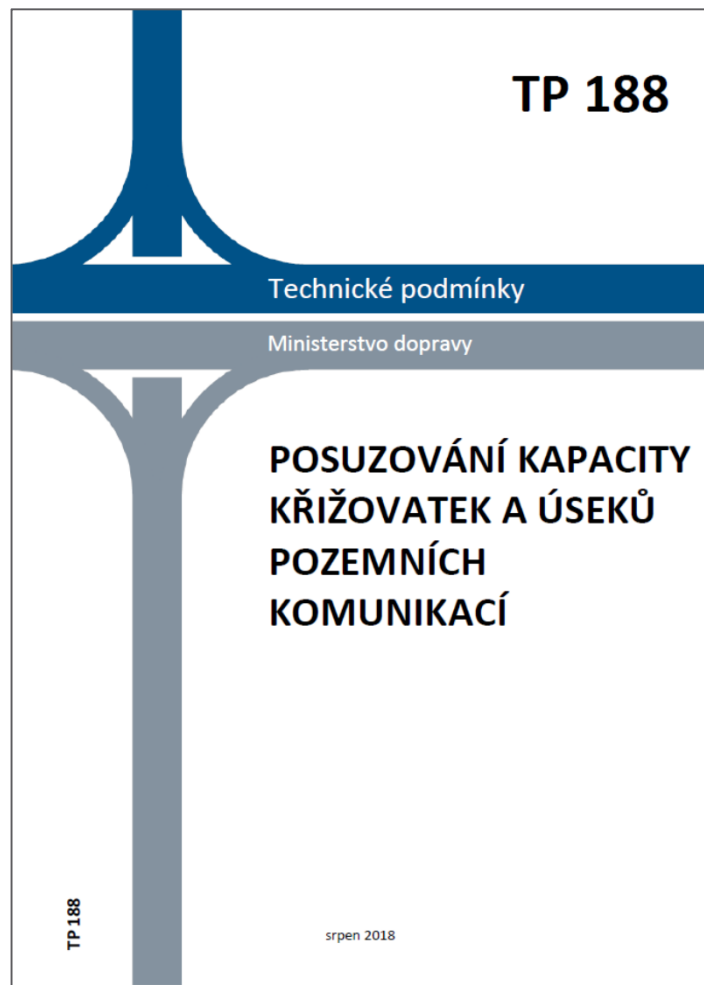 TP 188
Technické podmínky
Ministerstvo dopravy
POSUZOVÁNÍ KAPACITY
KŘIŽOVATEK A ÚSEKŮ
POZEMNÍCH
KOMUNIKACÍ
TP 188
srpen 2018